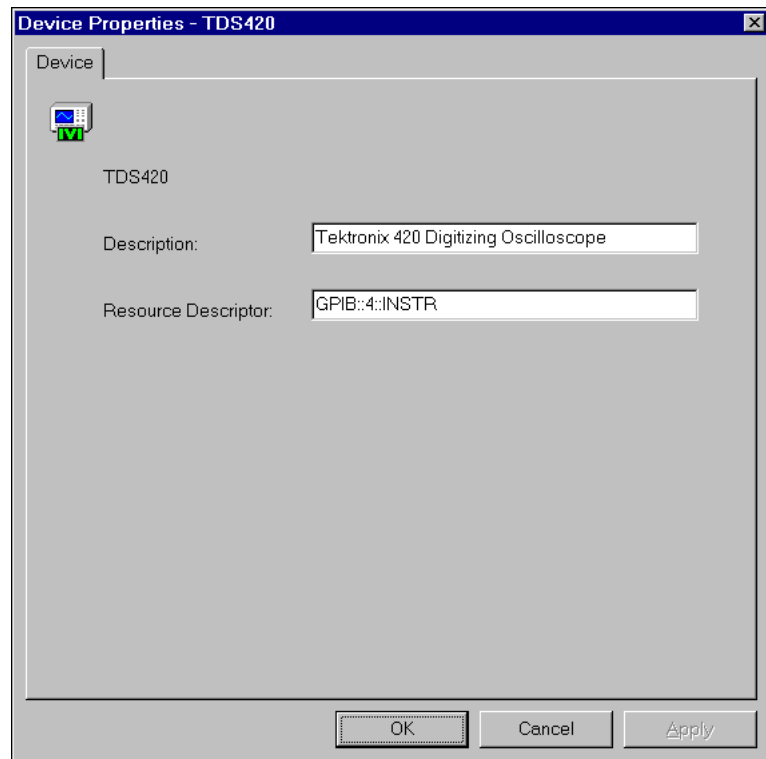 Device Properties - TDS420
Device
IVI
TDS420
Description:
Tektronix 420 Digitizing Oscilloscope
Resource Descriptor:
GPIB::4::INSTR
OK
Cancel
Apply